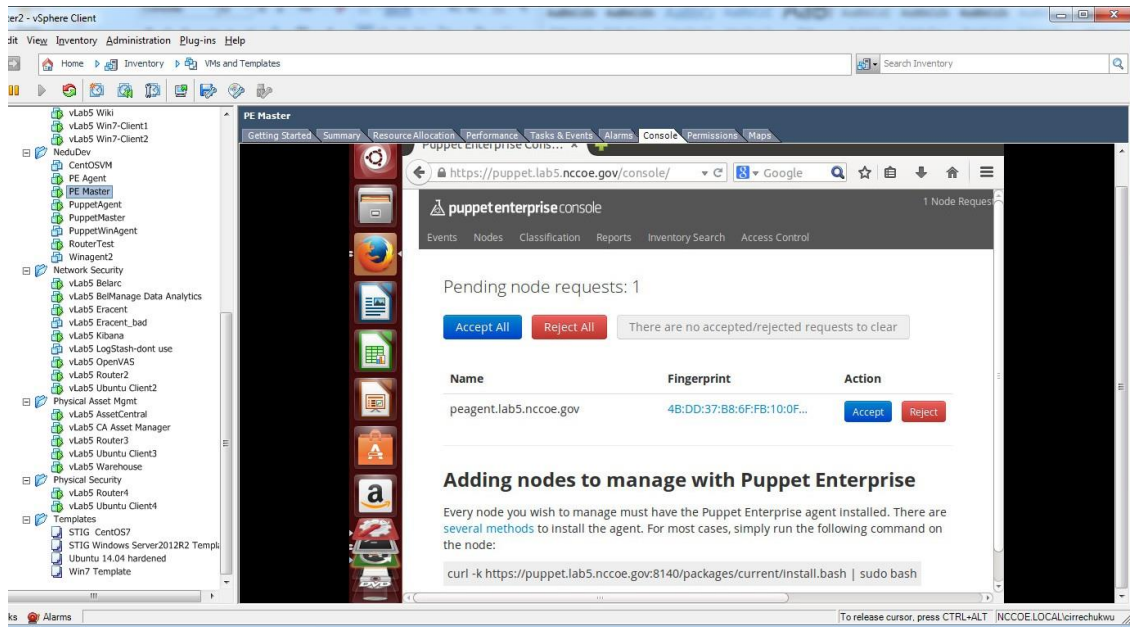 ter2 - vSphere Client
dit View Inventory Administration Plug-ins Help
Home Inventory VMs and Templates
Search Inventory
vLab5 Wiki
vLab5 Win7-Client1
vLab5 Win7-Client2
NeduDev
CentOSVM
PE Agent
PE Master
PuppetAgent
PuppetMaster
PuppetWinAgent
RouterTest
Winagent2
Network Security
vLab5 Belarc
vLab5 BelManage Data Analytics
vLab5 Eracent
vLab5 Eracent_bad
vLab5 Kibana
vLab5 LogStash-dont use
vLab5 OpenVAS
vLab5 Router2
vLab5 Ubuntu Client2
Physical Asset Mgmt
vLab5 AssetCentral
vLab5 CA Asset Manager
vLab5 Router3
vLab5 Ubuntu Client3
vLab5 Warehouse
Physical Security
vLab5 Router4
vLab5 Ubuntu Client4
Templates
STIG CentOS7
STIG Windows Server2012R2 Templa
Ubuntu 14.04 hardened
Win7 Template
PE Master
Getting Started Summary Resource Allocation Performance Tasks & Events Alarms Console Permissions Maps
Puppet Enterprise Cons... ×
https://puppet.lab5.nccoe.gov/console/ Google
puppet enterprise console
1 Node Request
Events Nodes Classification Reports Inventory Search Access Control
Pending node requests: 1
Accept All Reject All There are no accepted/rejected requests to clear
Name Fingerprint Action
peagent.lab5.nccoe.gov 4B:DD:37:B8:6F:FB:10:0F... Accept Reject
Adding nodes to manage with Puppet Enterprise
Every node you wish to manage must have the Puppet Enterprise agent installed. There are
several methods to install the agent. For most cases, simply run the following command on
the node:
curl -k https://puppet.lab5.nccoe.gov:8140/packages/current/install.bash | sudo bash
ks Alarms
To release cursor, press CTRL+ALT NCCOE.LOCAL\cirrechukwu